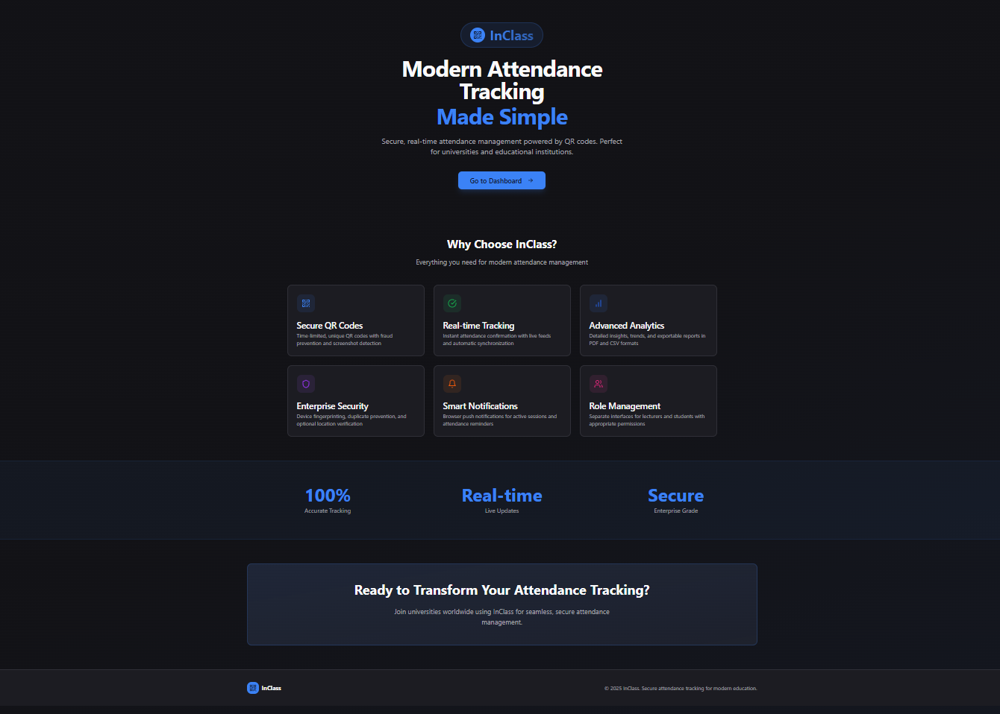 InClass
Modern Attendance
Tracking
Made Simple
Secure, real-time attendance management powered by QR codes. Perfect
for universities and educational institutions.
Go to Dashboard →
Why Choose InClass?
Everything you need for modern attendance management
Secure QR Codes
Time-limited, unique QR codes with fraud
prevention and screenshot detection
Real-time Tracking
Instant attendance confirmation with live feeds
and automatic synchronization
Advanced Analytics
Detailed insights, trends, and exportable reports in
PDF and CSV formats
Enterprise Security
Device fingerprinting, duplicate prevention, and
optional location verification
Smart Notifications
Browser push notifications for active sessions and
attendance reminders
Role Management
Separate interfaces for lecturers and students with
appropriate permissions
100%
Accurate Tracking
Real-time
Live Updates
Secure
Enterprise Grade
Ready to Transform Your Attendance Tracking?
Join universities worldwide using InClass for seamless, secure attendance
management.
InClass
© 2025 InClass. Secure attendance tracking for modern education.